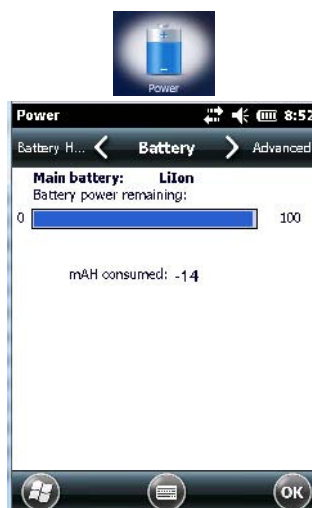 Power
Power 8:52
Battery H... Battery Advanced
Main battery: LiIon
Battery power remaining:
0 100
mAH consumed: -14
OK